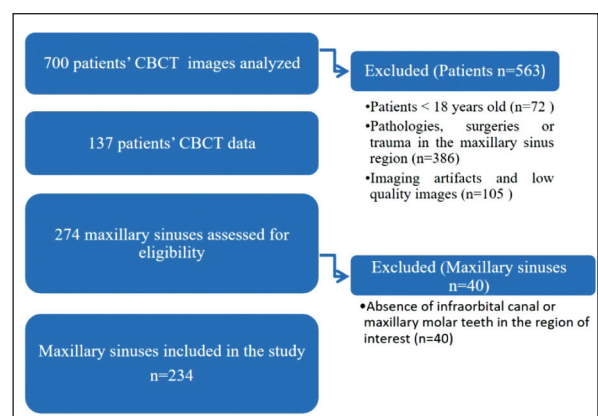 700 patients' CBCT images analyzed
Excluded (Patients n=563)
•Patients < 18 years old (n=72 )
•Pathologies, surgeries or
trauma in the maxillary sinus
region (n=386)
•Imaging artifacts and low
quality images (n=105 )
137 patients' CBCT data
274 maxillary sinuses assessed for
eligibility
Excluded (Maxillary sinuses
n=40)
•Absence of infraorbital canal or
maxillary molar teeth in the region of
interest (n=40)
Maxillary sinuses included in the study
n=234